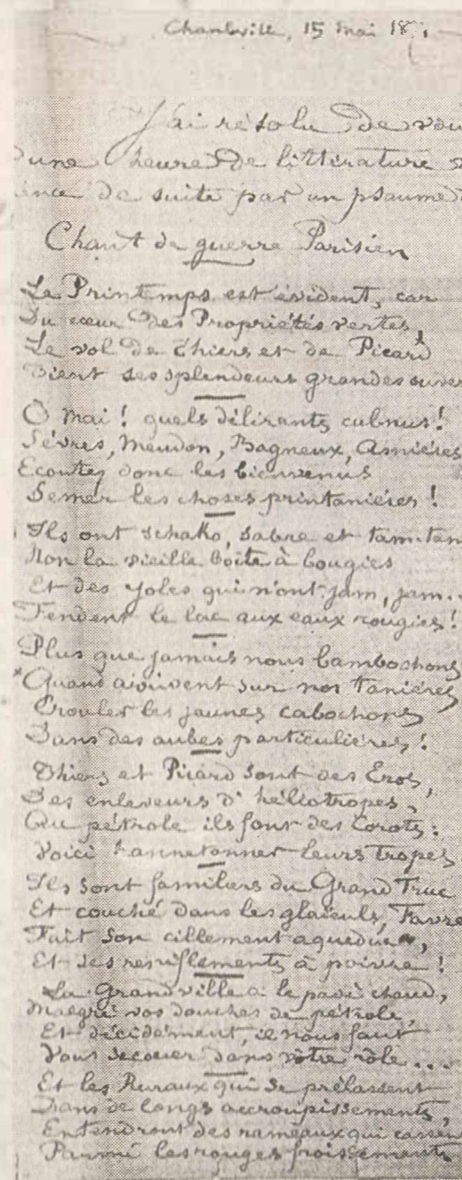 Charleville, 15 mai 18
J'ai résolu de vou
d'une heure de littérature
ence de suite par un psaume
Chant de guerre Parisien
Le Printemps est évident, car
Du cœur des Propriétés vertes,
Le vol de Thiers et de Picard
Tient ses splendeurs grandes ouver
Ô Mai ! quels délirants culs nus !
Sèvres, Meudon, Bagneux, Asnières
Ecoutez donc les bienvenus
Semer les choses printanières !
Ils ont schako, sabre et tam-tam
Non la vieille boîte à bougies
Et des yoles qui n'ont jam, jam...
Fendent le lac aux eaux rougies !
Plus que jamais nous bambochons
*Quand arrivent sur nos tanières
Crouler les jaunes cabochons
Dans des aubes particulières !
Thiers et Picard sont des Eros,
Des enleveurs d'héliotropes,
Au pétrole ils font des Corots :
Voici hannetonner leurs tropes
Ils sont familiers du Grand Truc
Et couché dans les glaïeuls, Favre
Fait son cillement aqueduc,
Et ses reniflements à poivre !
La Grand ville a le pavé chaud,
Malgré vos douches de pétrole,
Et décidément, il nous faut
Vous secouer dans votre rôle...
Et les Ruraux qui se prélassent
Dans de longs accroupissements,
Entendront des rameaux qui cassen
Parmi les rouges froissements